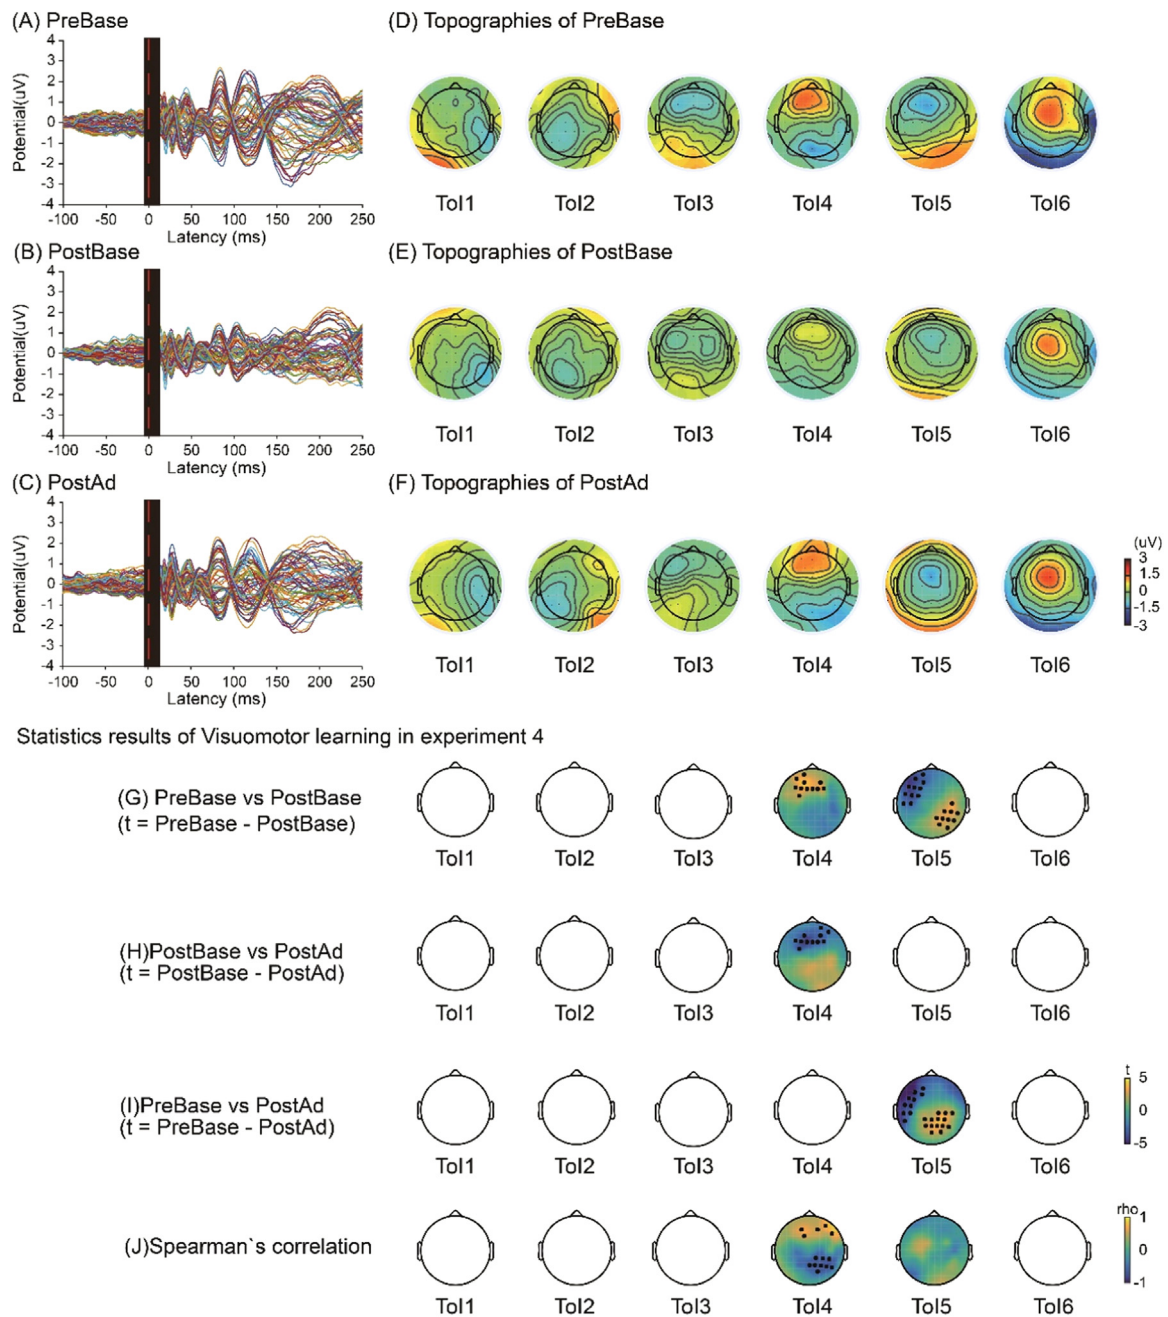 (A) PreBase
4
3
2
1
0
-1
-2
-3
-4
Potential(uV)
-100 -50 0 50 100 150 200 250
Latency (ms)
(D) Topographies of PreBase
ToI1 ToI2 ToI3 ToI4 ToI5 ToI6
(B) PostBase
4
3
2
1
0
-1
-2
-3
-4
Potential(uV)
-100 -50 0 50 100 150 200 250
Latency (ms)
(E) Topographies of PostBase
ToI1 ToI2 ToI3 ToI4 ToI5 ToI6
(C) PostAd
4
3
2
1
0
-1
-2
-3
-4
Potential(uV)
-100 -50 0 50 100 150 200 250
Latency (ms)
(F) Topographies of PostAd
(uV)
3
1.5
0
-1.5
-3
ToI1 ToI2 ToI3 ToI4 ToI5 ToI6
Statistics results of Visuomotor learning in experiment 4
(G) PreBase vs PostBase
(t = PreBase - PostBase)
ToI1 ToI2 ToI3 ToI4 ToI5 ToI6
(H)PostBase vs PostAd
(t = PostBase - PostAd)
ToI1 ToI2 ToI3 ToI4 ToI5 ToI6
(I)PreBase vs PostAd
(t = PreBase - PostAd)
t
5
0
-5
ToI1 ToI2 ToI3 ToI4 ToI5 ToI6
(J)Spearman`s correlation
rho
1
0
-1
ToI1 ToI2 ToI3 ToI4 ToI5 ToI6